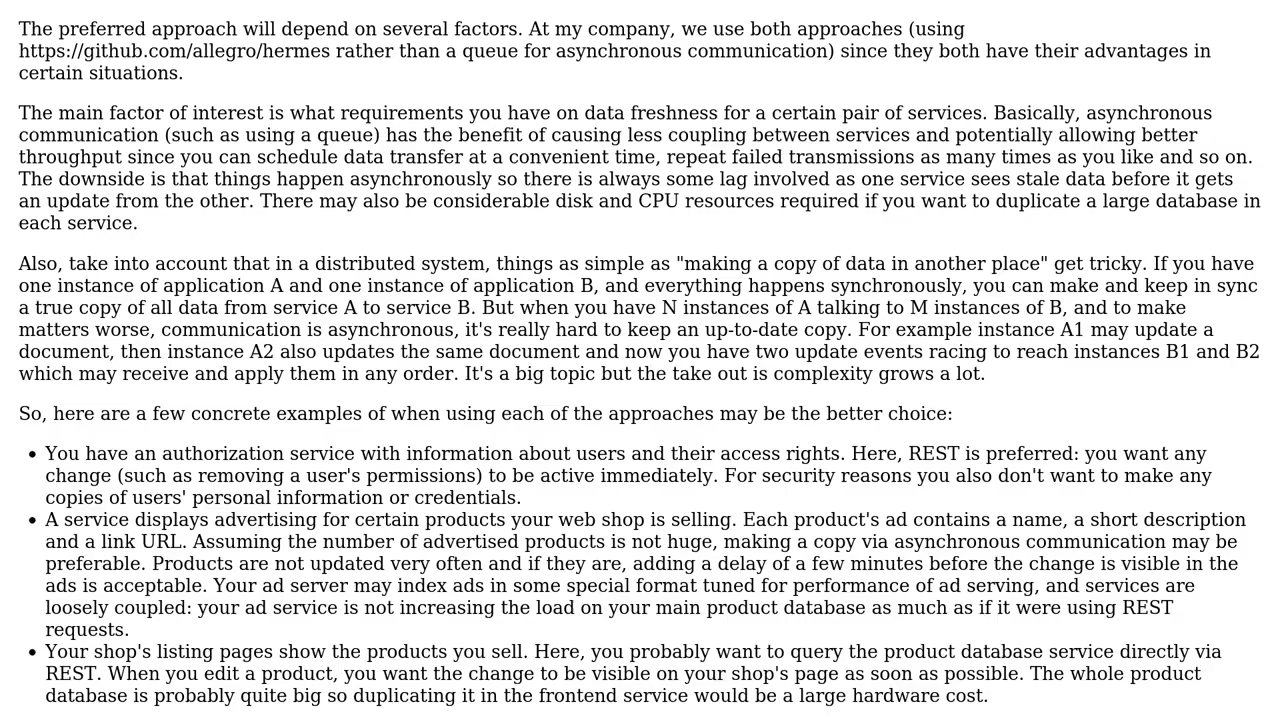 The preferred approach will depend on several factors. At my company, we use both approaches (using
https://github.com/allegro/hermes rather than a queue for asynchronous communication) since they both have their advantages in
certain situations.
The main factor of interest is what requirements you have on data freshness for a certain pair of services. Basically, asynchronous
communication (such as using a queue) has the benefit of causing less coupling between services and potentially allowing better
throughput since you can schedule data transfer at a convenient time, repeat failed transmissions as many times as you like and so on.
The downside is that things happen asynchronously so there is always some lag involved as one service sees stale data before it gets
an update from the other. There may also be considerable disk and CPU resources required if you want to duplicate a large database in
each service.
Also, take into account that in a distributed system, things as simple as "making a copy of data in another place" get tricky. If you have
one instance of application A and one instance of application B, and everything happens synchronously, you can make and keep in sync
a true copy of all data from service A to service B. But when you have N instances of A talking to M instances of B, and to make
matters worse, communication is asynchronous, it's really hard to keep an up-to-date copy. For example instance A1 may update a
document, then instance A2 also updates the same document and now you have two update events racing to reach instances B1 and B2
which may receive and apply them in any order. It's a big topic but the take out is complexity grows a lot.
So, here are a few concrete examples of when using each of the approaches may be the better choice:
• You have an authorization service with information about users and their access rights. Here, REST is preferred: you want any
change (such as removing a user's permissions) to be active immediately. For security reasons you also don't want to make any
copies of users' personal information or credentials.
• A service displays advertising for certain products your web shop is selling. Each product's ad contains a name, a short description
and a link URL. Assuming the number of advertised products is not huge, making a copy via asynchronous communication may be
preferable. Products are not updated very often and if they are, adding a delay of a few minutes before the change is visible in the
ads is acceptable. Your ad server may index ads in some special format tuned for performance of ad serving, and services are
loosely coupled: your ad service is not increasing the load on your main product database as much as if it were using REST
requests.
• Your shop's listing pages show the products you sell. Here, you probably want to query the product database service directly via
REST. When you edit a product, you want the change to be visible on your shop's page as soon as possible. The whole product
database is probably quite big so duplicating it in the frontend service would be a large hardware cost.